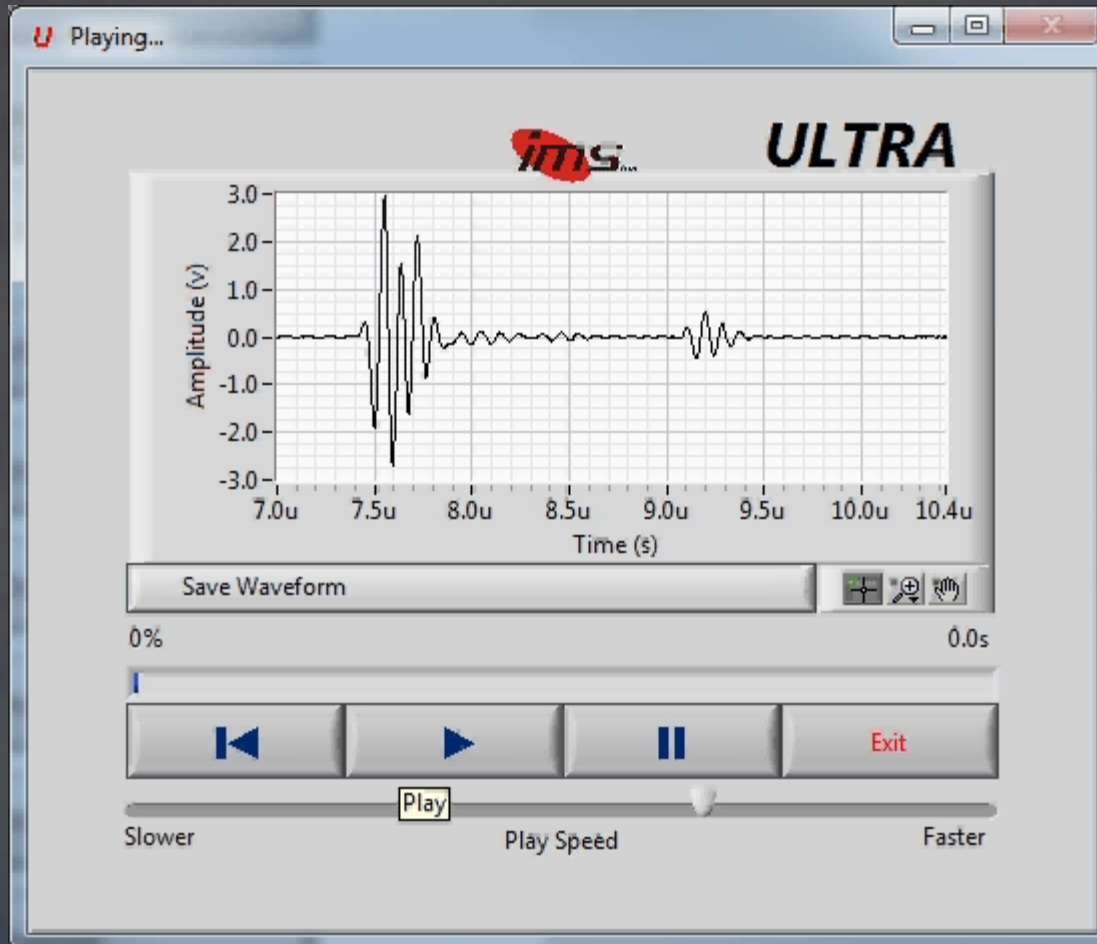 U Playing...
ims
ULTRA
3.0
2.0
1.0
0.0
-1.0
-2.0
-3.0
Amplitude (v)
7.0u 7.5u 8.0u 8.5u 9.0u 9.5u 10.0u 10.4u
Time (s)
Save Waveform
0% 0.0s
Exit
Play
Slower Play Speed Faster